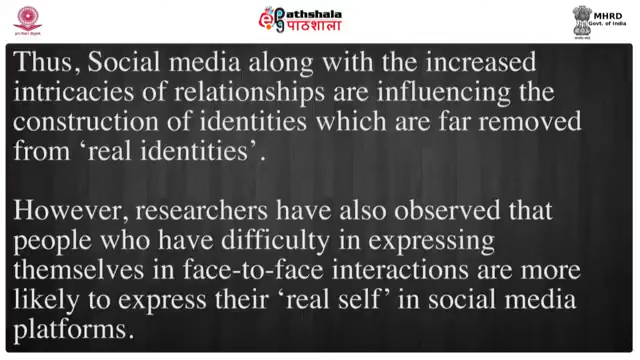 ePathshala
पाठशाला
MHRD
Govt. of India
Thus, Social media along with the increased
intricacies of relationships are influencing the
construction of identities which are far removed
from ‘real identities’.
However, researchers have also observed that
people who have difficulty in expressing
themselves in face-to-face interactions are more
likely to express their ‘real self’ in social media
platforms.